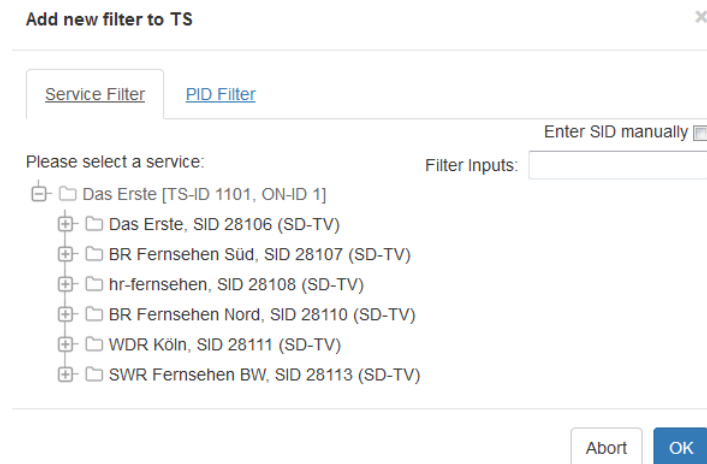 Add new filter to TS
×
Service Filter PID Filter
Enter SID manually
Please select a service: Filter Inputs:
Das Erste [TS-ID 1101, ON-ID 1]
Das Erste, SID 28106 (SD-TV)
BR Fernsehen Süd, SID 28107 (SD-TV)
hr-fernsehen, SID 28108 (SD-TV)
BR Fernsehen Nord, SID 28110 (SD-TV)
WDR Köln, SID 28111 (SD-TV)
SWR Fernsehen BW, SID 28113 (SD-TV)
Abort OK